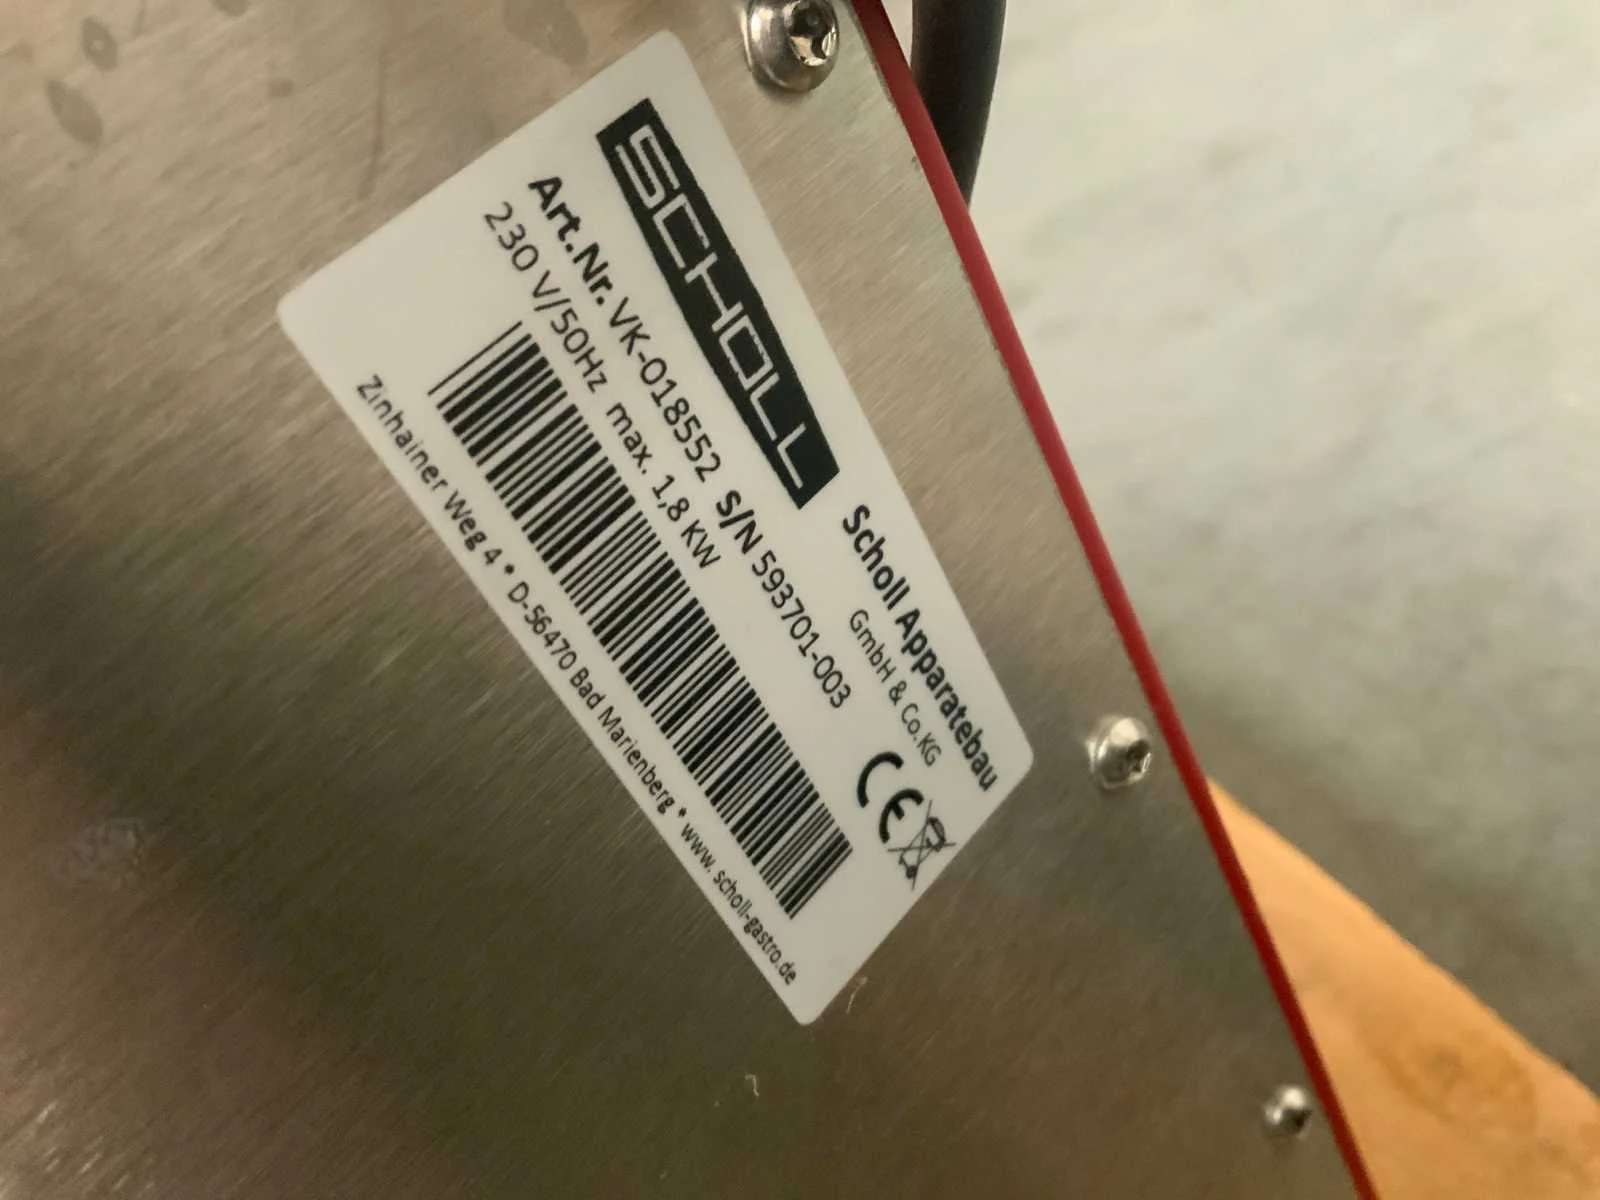 SCHOLL
Scholl Apparatebau
GmbH & Co.KG
Art.Nr. VK-018552 S/N 593701-003
230 V/50Hz max. 1,8 KW
CE
Zinhainer Weg 4 * D-56470 Bad Marienberg * www. scholl-gastro.de